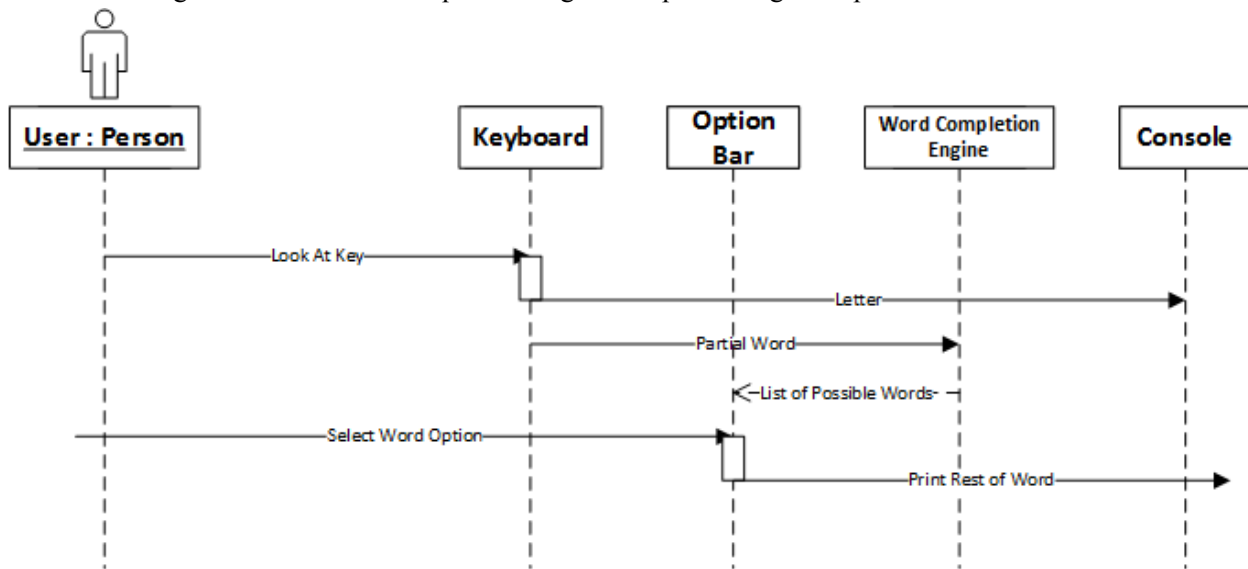 User : Person
Keyboard
Option
Bar
Word Completion
Engine
Console
Look At Key
Letter
Partial Word
List of Possible Words
Select Word Option
Print Rest of Word